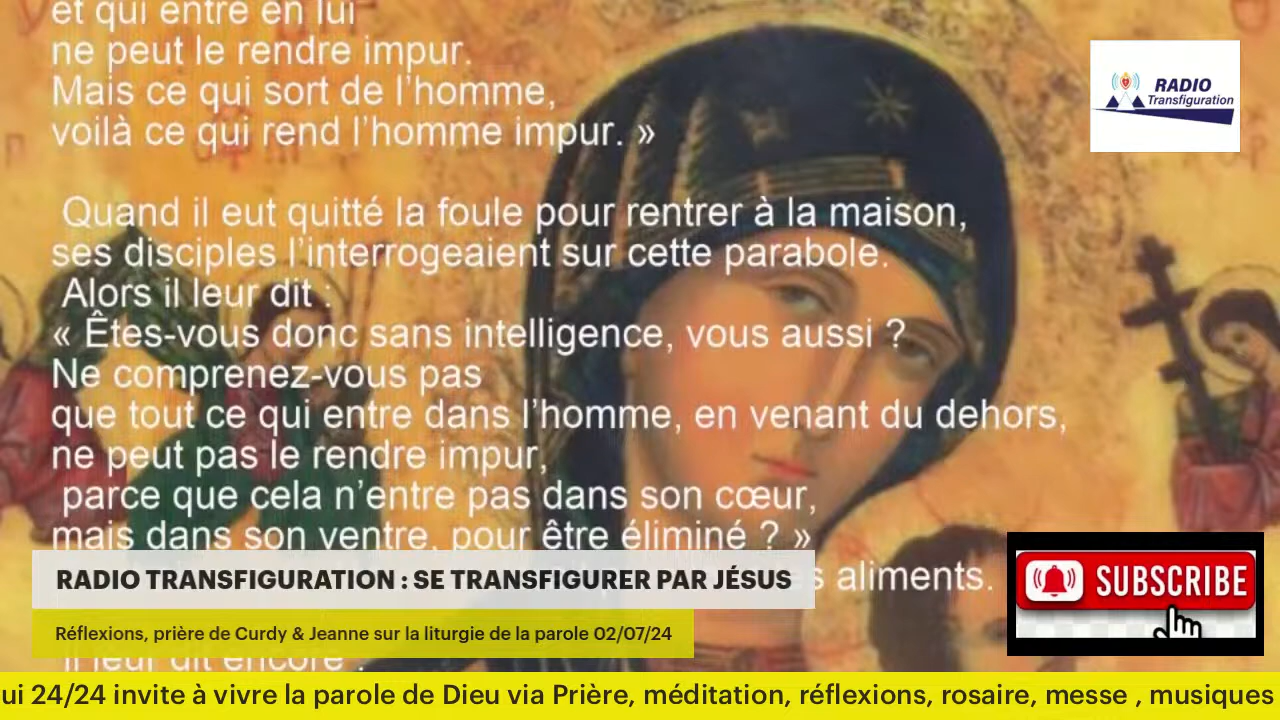 et qui entre en lui
ne peut le rendre impur.
Mais ce qui sort de l’homme,
voilà ce qui rend l’homme impur. »
Quand il eut quitté la foule pour rentrer à la maison,
ses disciples l’interrogeaient sur cette parabole.
Alors il leur dit :
« Êtes-vous donc sans intelligence, vous aussi ?
Ne comprenez-vous pas
que tout ce qui entre dans l’homme, en venant du dehors,
ne peut pas le rendre impur,
parce que cela n’entre pas dans son cœur,
mais dans son ventre, pour être éliminé ? »
aliments.
il leur dit encore :
RADIO
Transfiguration
RADIO TRANSFIGURATION : SE TRANSFIGURER PAR JÉSUS
Réflexions, prière de Curdy & Jeanne sur la liturgie de la parole 02/07/24
SUBSCRIBE
ui 24/24 invite à vivre la parole de Dieu via Prière, méditation, réflexions, rosaire, messe , musiques